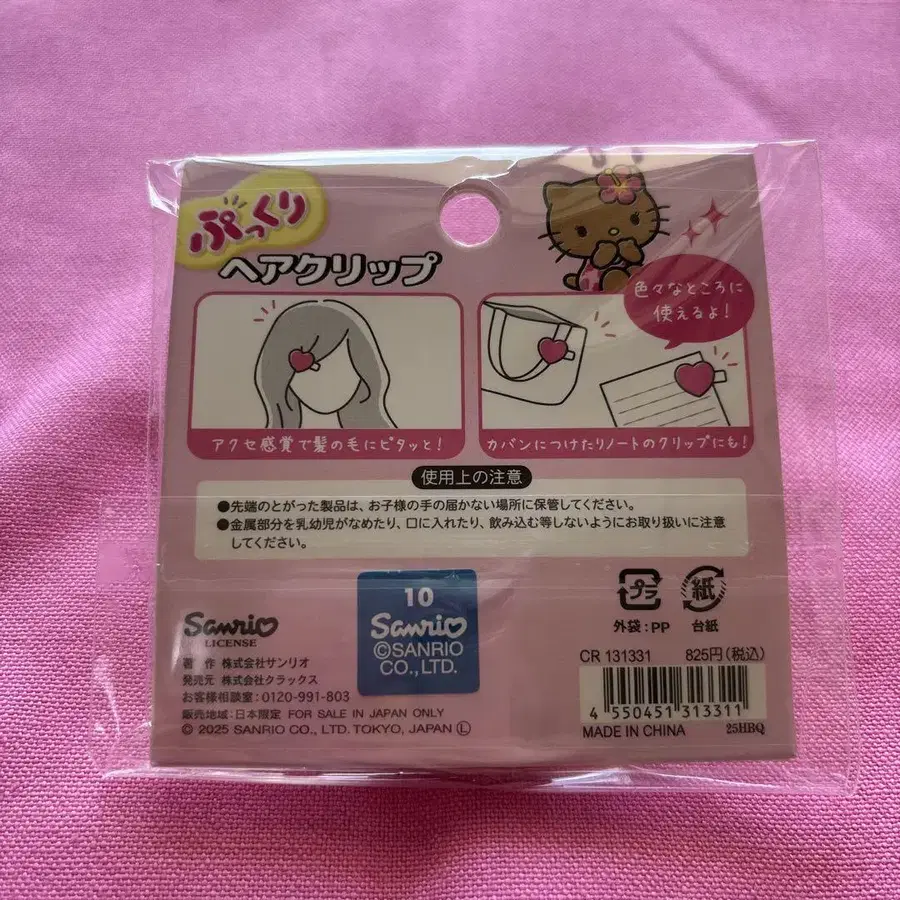 ぷっくり
ヘアクリップ
色々なところに
使えるよ!
アクセ感覚で髪の毛にピタッと!
カバンにつけたりノートのクリップにも!
使用上の注意
●先端のとがった製品は、お子様の手の届かない場所に保管してください。
●金属部分を乳幼児がなめたり、口に入れたり、飲み込む等しないようにお取り扱いに注意
してください。
Sanrio
LICENSE
著 作 株式会社サンリオ
発売元 株式会社クラックス
お客様相談室:0120-991-803
販売地域:日本限定 FOR SALE IN JAPAN ONLY
© 2025 SANRIO CO., LTD. TOKYO, JAPAN Ⓛ
10
Sanrio
©SANRIO
CO.,LTD.
プラ
紙
外袋:PP
台紙
CR 131331 825円(税込)
4 550451 313311
MADE IN CHINA 25HBQ